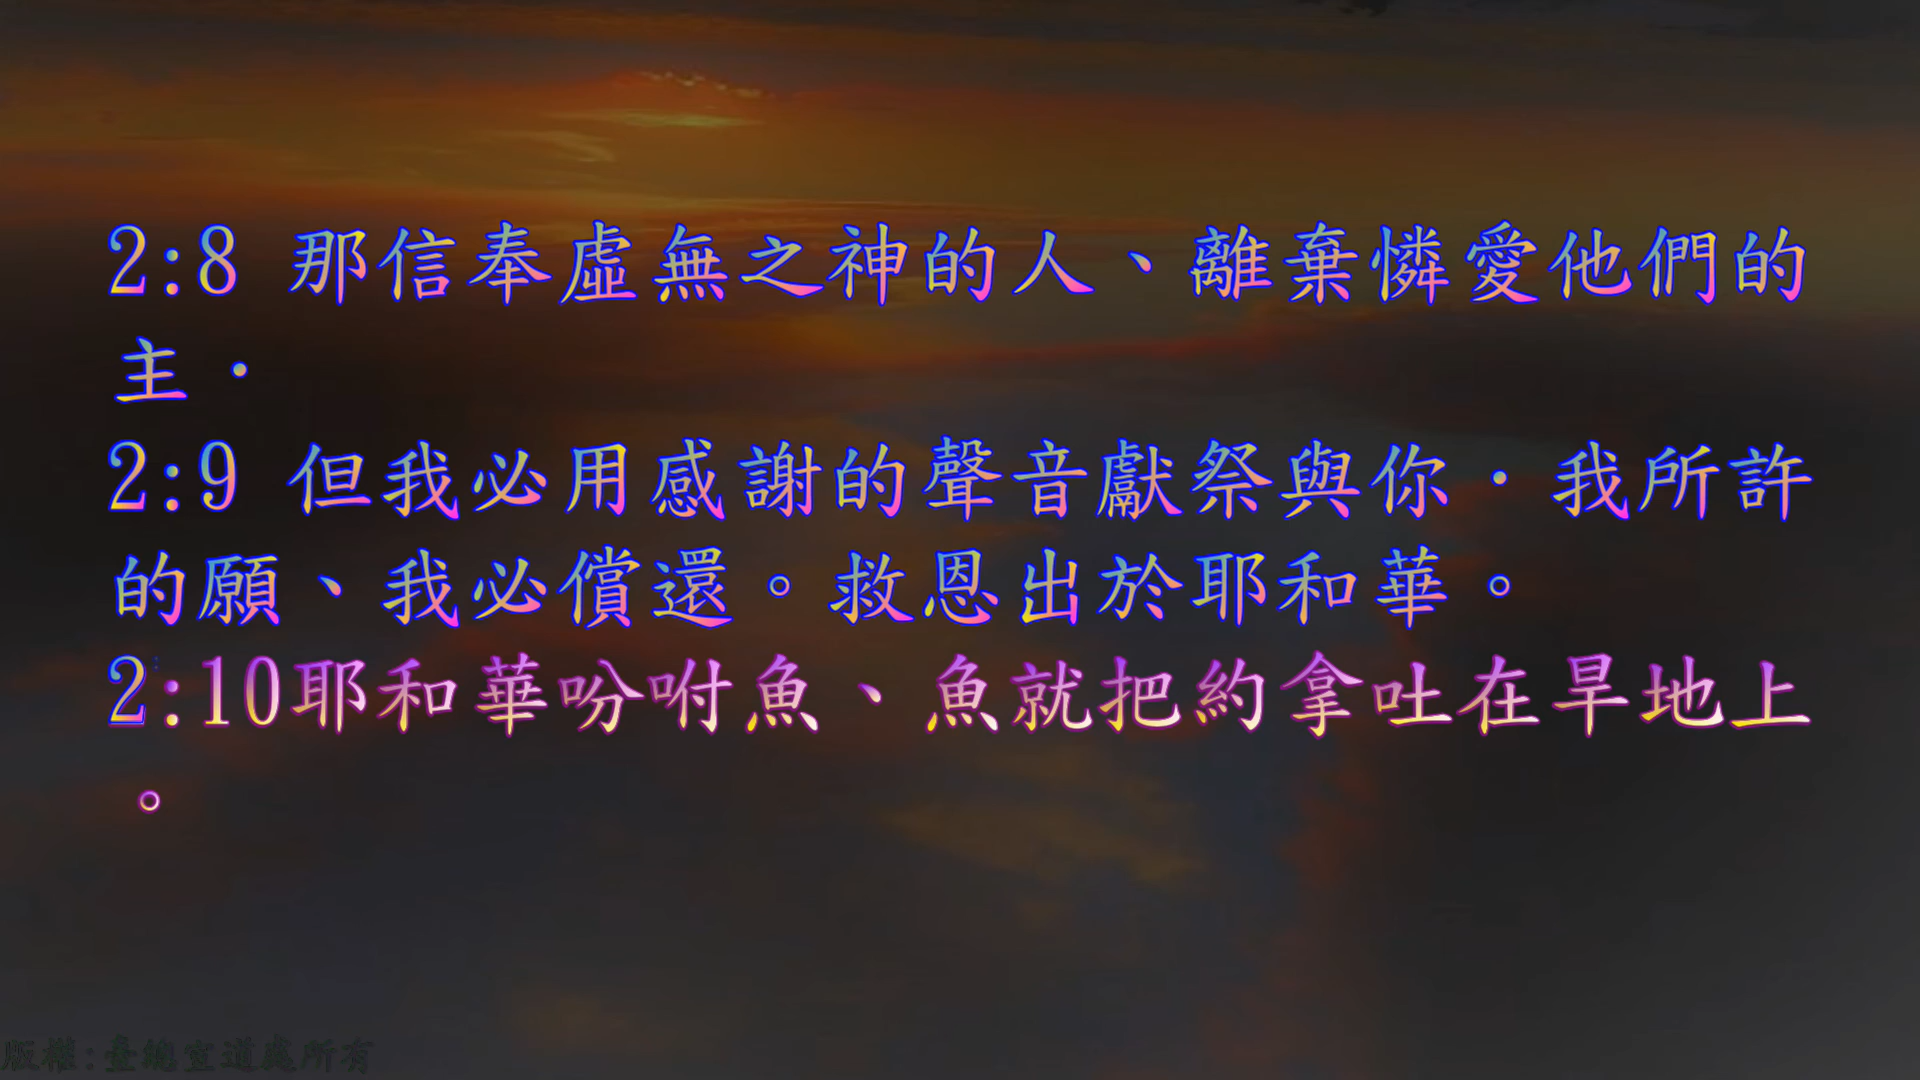 2:8 那信奉虛無之神的人、離棄憐愛他們的
主．
2:9 但我必用感謝的聲音獻祭與你．我所許
的願、我必償還。救恩出於耶和華。
2:10耶和華吩咐魚、魚就把約拿吐在旱地上
。
版權:臺總宣道處所有